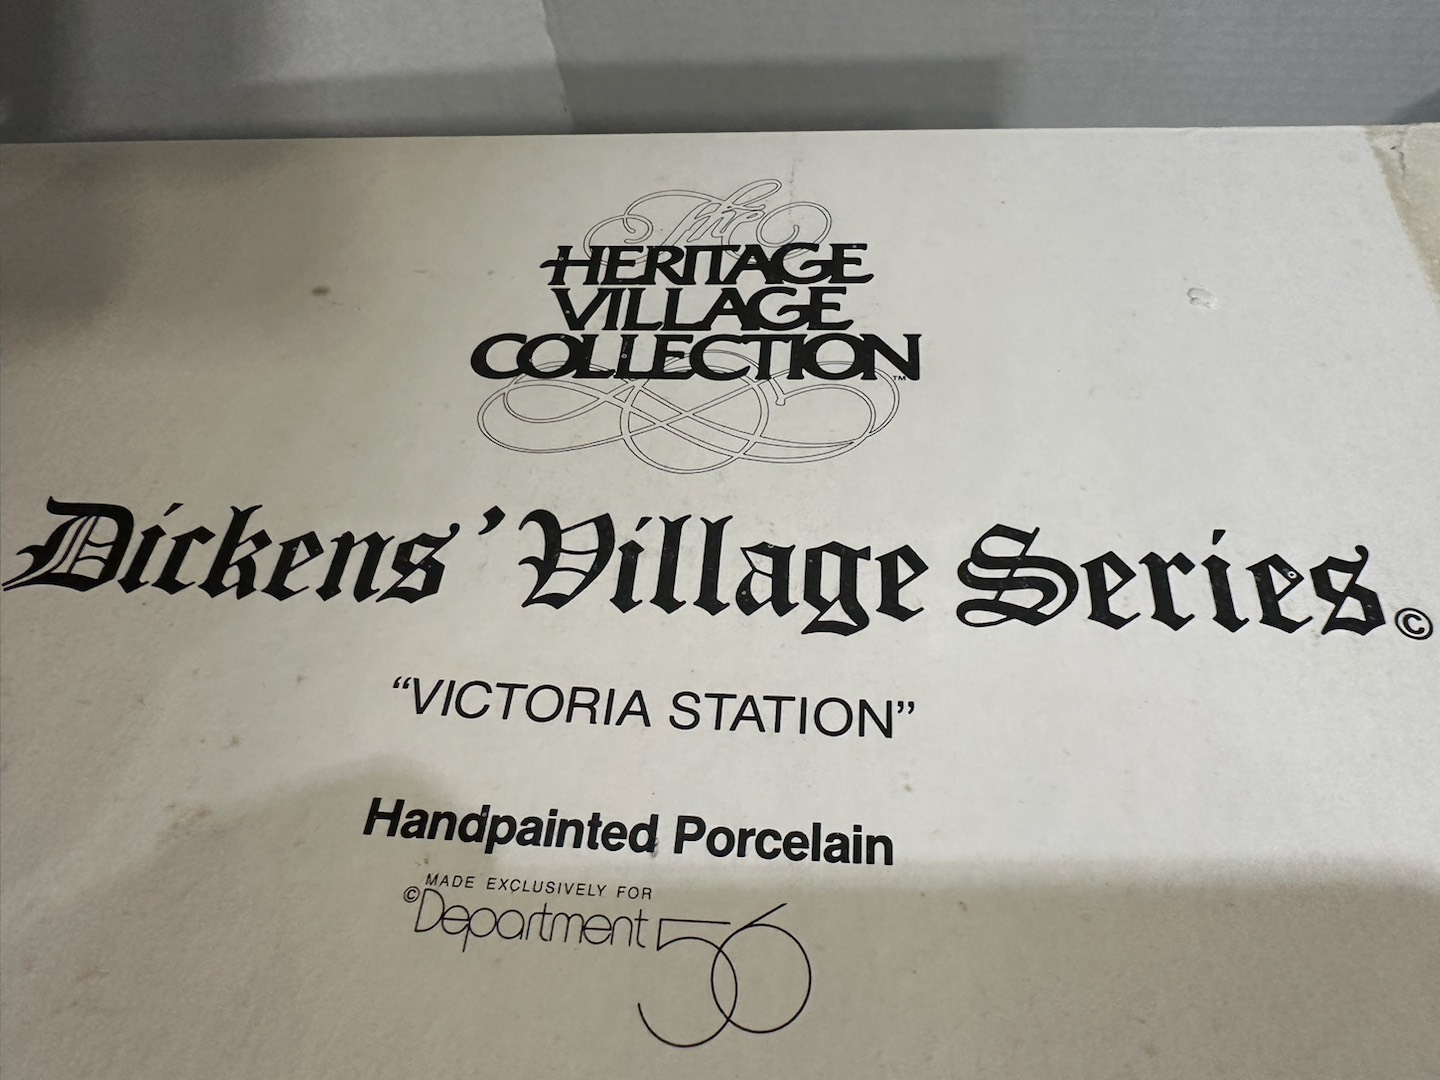 The
HERITAGE
VILLAGE
COLLECTION™
Dickens' Village Series©
“VICTORIA STATION”
Handpainted Porcelain
MADE EXCLUSIVELY FOR
©Department 56